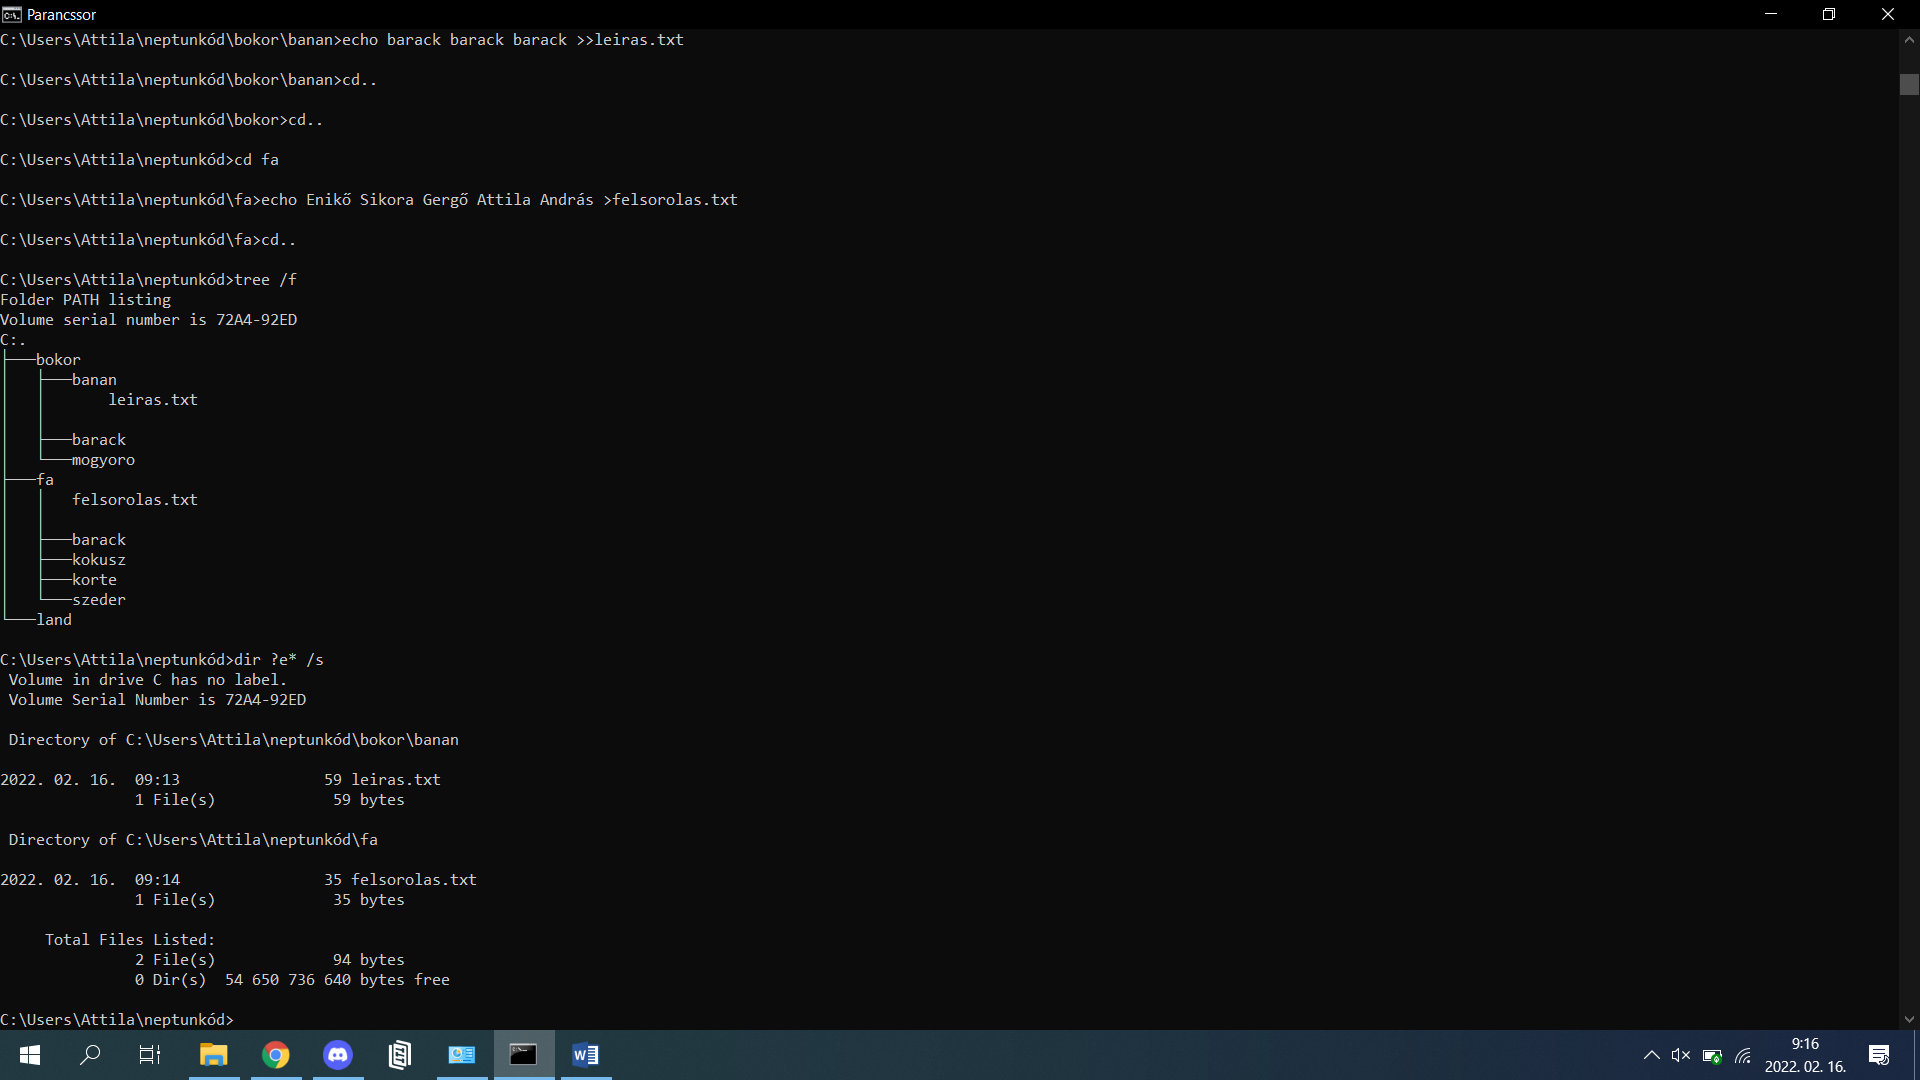 Parancssor
C:\Users\Attila\neptunkód\bokor\banan>echo barack barack barack >>leiras.txt
C:\Users\Attila\neptunkód\bokor\banan>cd..
C:\Users\Attila\neptunkód\bokor>cd..
C:\Users\Attila\neptunkód>cd fa
C:\Users\Attila\neptunkód\fa>echo Enikő Sikora Gergő Attila András >felsorolas.txt
C:\Users\Attila\neptunkód\fa>cd..
C:\Users\Attila\neptunkód>tree /f
Folder PATH listing
Volume serial number is 72A4-92ED
C:.
├───bokor
│   ├───banan
│   │       leiras.txt
│   │
│   ├───barack
│   └───mogyoro
├───fa
│   │   felsorolas.txt
│   │
│   ├───barack
│   ├───kokusz
│   ├───korte
│   └───szeder
└───land
C:\Users\Attila\neptunkód>dir ?e* /s
 Volume in drive C has no label.
 Volume Serial Number is 72A4-92ED
 Directory of C:\Users\Attila\neptunkód\bokor\banan
2022. 02. 16.  09:13                59 leiras.txt
               1 File(s)             59 bytes
 Directory of C:\Users\Attila\neptunkód\fa
2022. 02. 16.  09:14                35 felsorolas.txt
               1 File(s)             35 bytes
     Total Files Listed:
               2 File(s)             94 bytes
               0 Dir(s)  54 650 736 640 bytes free
C:\Users\Attila\neptunkód>
9:16
2022. 02. 16.